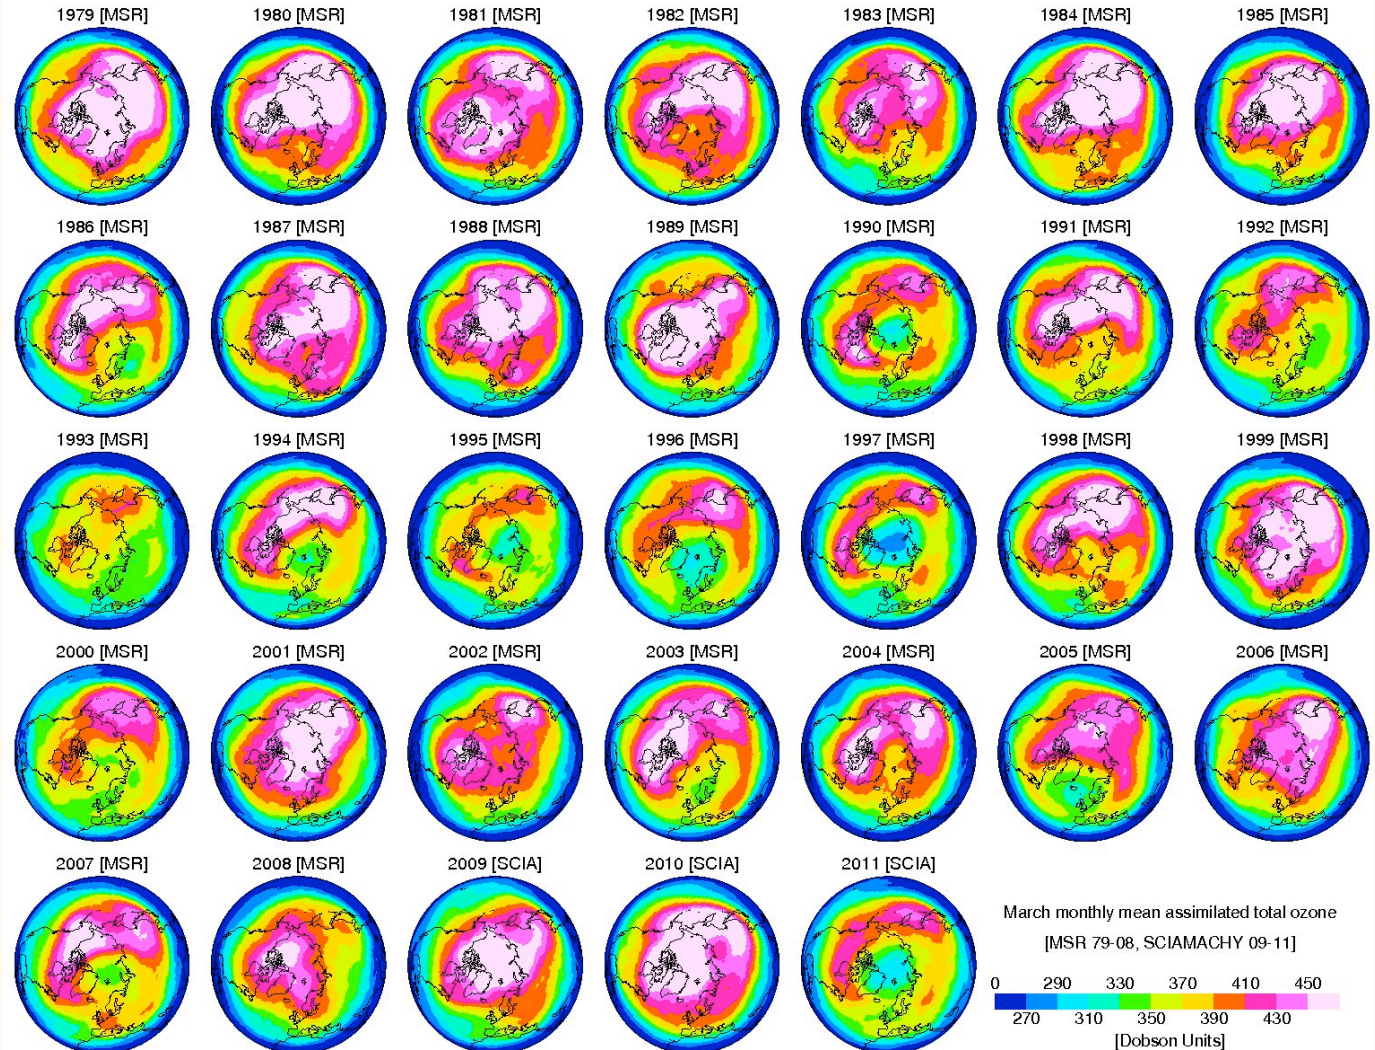 1979 [MSR] 1980 [MSR] 1981 [MSR] 1982 [MSR] 1983 [MSR] 1984 [MSR] 1985 [MSR]
1986 [MSR] 1987 [MSR] 1988 [MSR] 1989 [MSR] 1990 [MSR] 1991 [MSR] 1992 [MSR]
1993 [MSR] 1994 [MSR] 1995 [MSR] 1996 [MSR] 1997 [MSR] 1998 [MSR] 1999 [MSR]
2000 [MSR] 2001 [MSR] 2002 [MSR] 2003 [MSR] 2004 [MSR] 2005 [MSR] 2006 [MSR]
2007 [MSR] 2008 [MSR] 2009 [SCIA] 2010 [SCIA] 2011 [SCIA]
March monthly mean assimilated total ozone
[MSR 79-08, SCIAMACHY 09-11]
0 290 330 370 410 450
270 310 350 390 430
[Dobson Units]